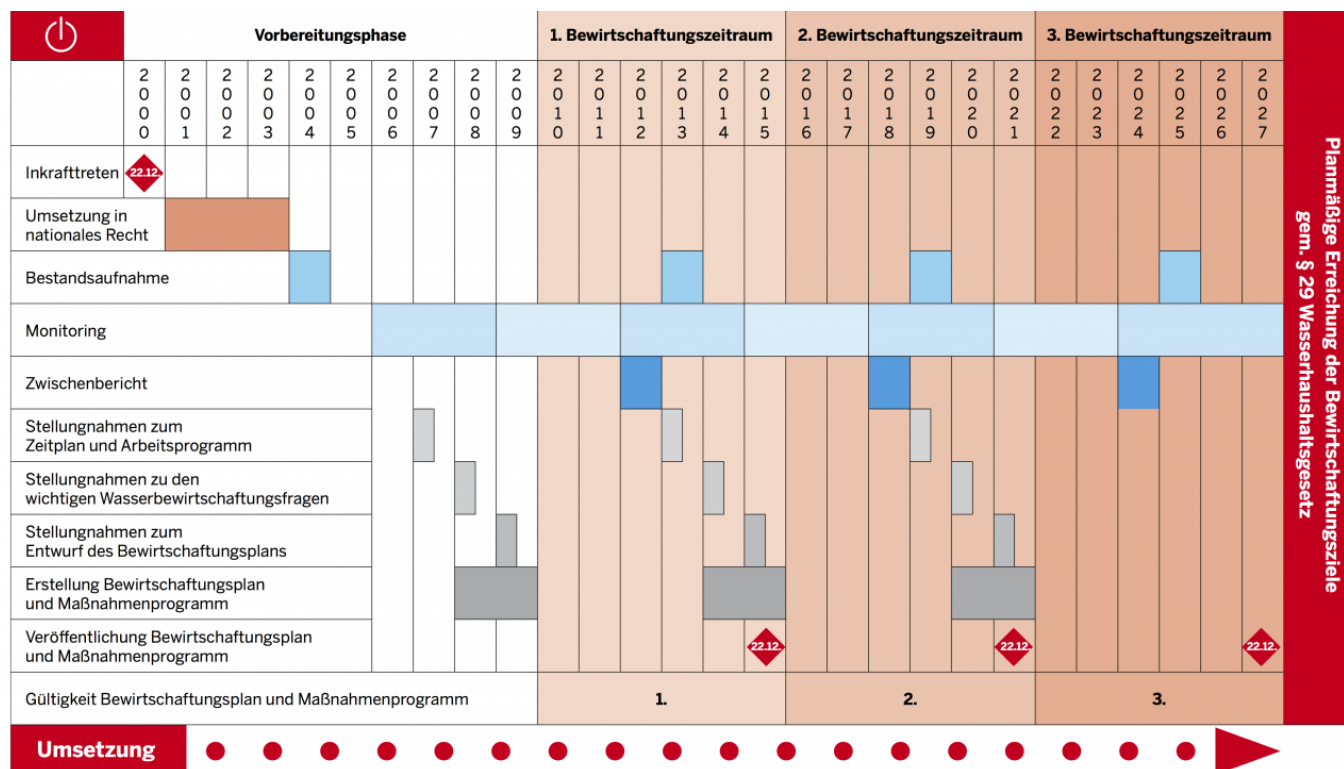 Vorbereitungsphase
1. Bewirtschaftungszeitraum
2. Bewirtschaftungszeitraum
3. Bewirtschaftungszeitraum
2000
2001
2002
2003
2004
2005
2006
2007
2008
2009
2010
2011
2012
2013
2014
2015
2016
2017
2018
2019
2020
2021
2022
2023
2024
2025
2026
2027
Inkrafttreten
22.12.
Umsetzung in
nationales Recht
Bestandsaufnahme
Monitoring
Zwischenbericht
Stellungnahmen zum
Zeitplan und Arbeitsprogramm
Stellungnahmen zu den
wichtigen Wasserbewirtschaftungsfragen
Stellungnahmen zum
Entwurf des Bewirtschaftungsplans
Erstellung Bewirtschaftungsplan
und Maßnahmenprogramm
Veröffentlichung Bewirtschaftungsplan
und Maßnahmenprogramm
22.12.
22.12.
22.12.
Gültigkeit Bewirtschaftungsplan und Maßnahmenprogramm
1.
2.
3.
Planmäßige Erreichung der Bewirtschaftungsziele
gem. § 29 Wasserhaushaltsgesetz
Umsetzung